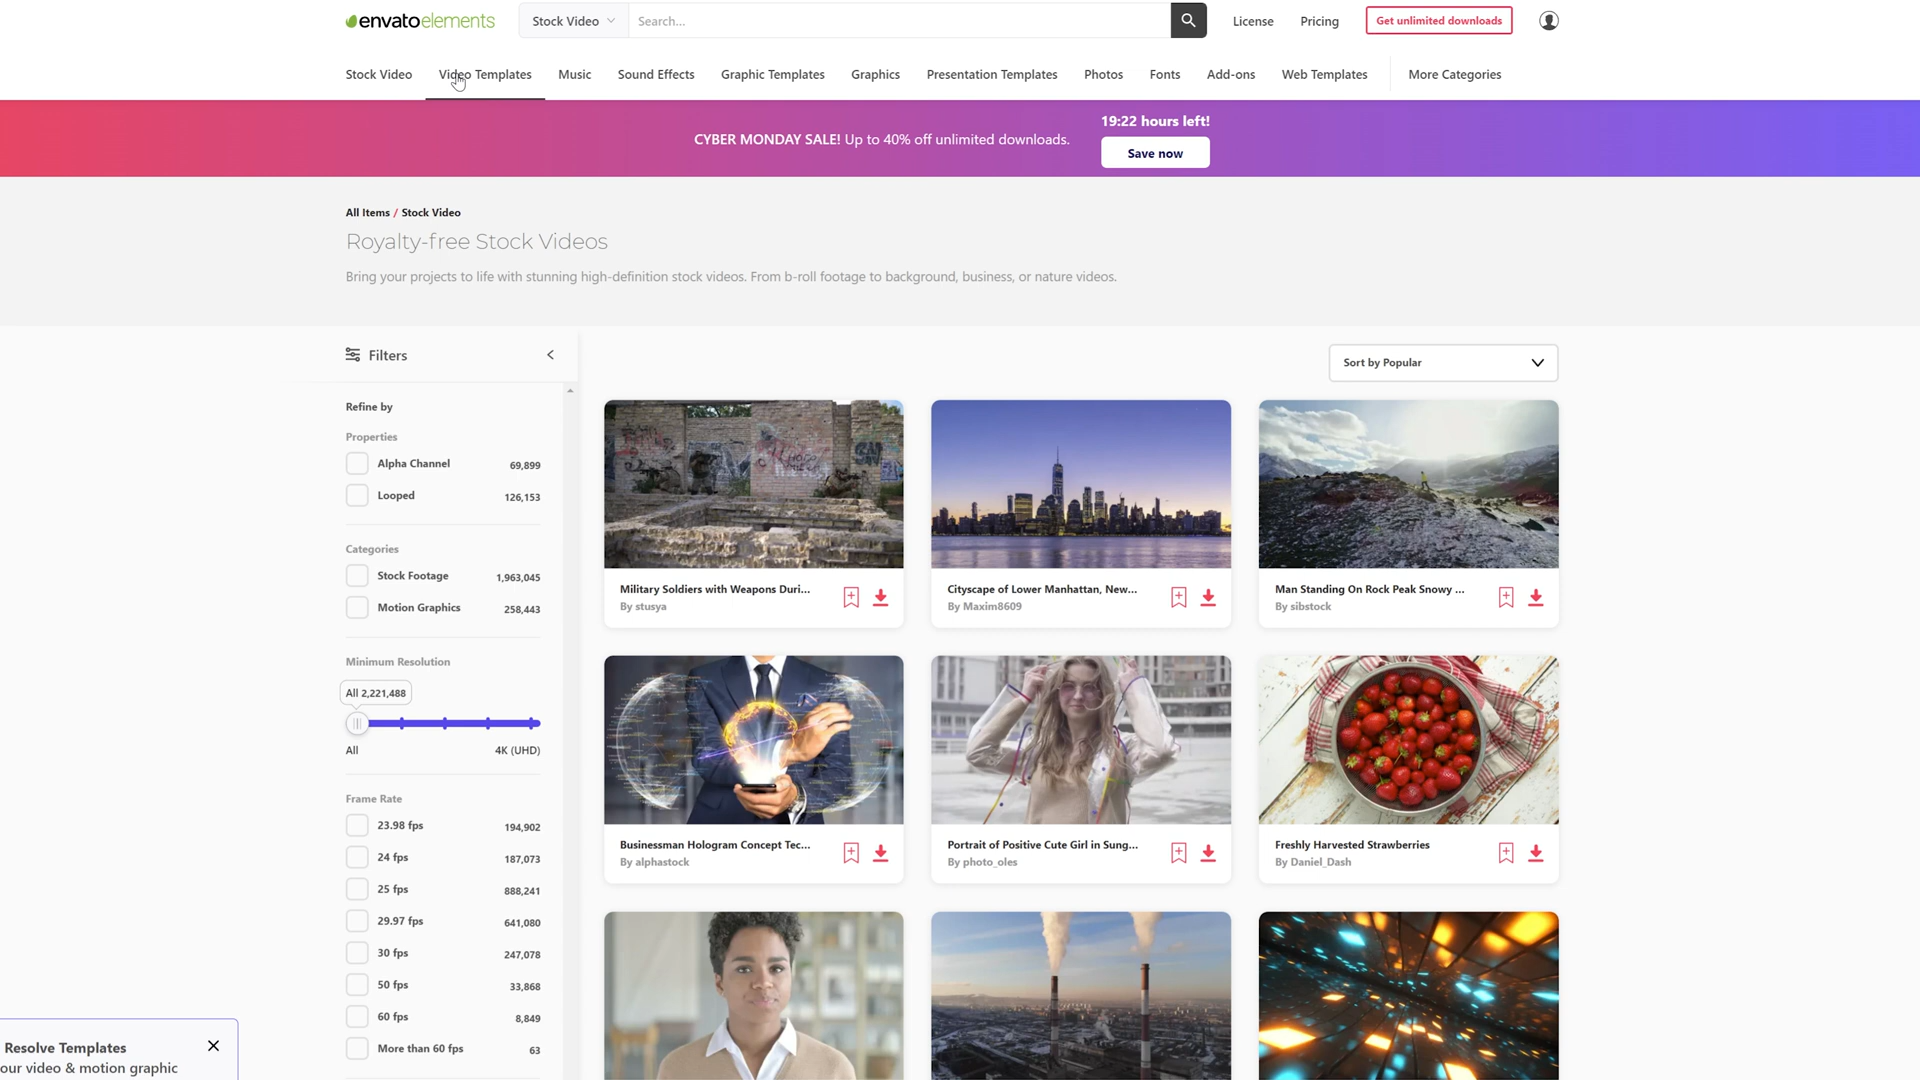 envatoelements
Stock Video
Search...
License
Pricing
Get unlimited downloads
Stock Video
Video Templates
Music
Sound Effects
Graphic Templates
Graphics
Presentation Templates
Photos
Fonts
Add-ons
Web Templates
More Categories
CYBER MONDAY SALE! Up to 40% off unlimited downloads.
19:22 hours left!
Save now
All Items / Stock Video
Royalty-free Stock Videos
Bring your projects to life with stunning high-definition stock videos. From b-roll footage to background, business, or nature videos.
Filters
Sort by Popular
Refine by
Properties
Alpha Channel 69,899
Looped 126,153
Categories
Stock Footage 1,963,045
Motion Graphics 258,443
Minimum Resolution
All 2,221,488
All 4K (UHD)
Frame Rate
23.98 fps 194,902
24 fps 187,073
25 fps 888,241
29.97 fps 641,080
30 fps 247,078
50 fps 33,868
60 fps 8,849
More than 60 fps 63
Military Soldiers with Weapons Duri...
By stusya
Cityscape of Lower Manhattan, New...
By Maxim8609
Man Standing On Rock Peak Snowy ...
By sibstock
Businessman Hologram Concept Tec...
By alphastock
Portrait of Positive Cute Girl in Sung...
By photo_oles
Freshly Harvested Strawberries
By Daniel_Dash
Resolve Templates
our video & motion graphic